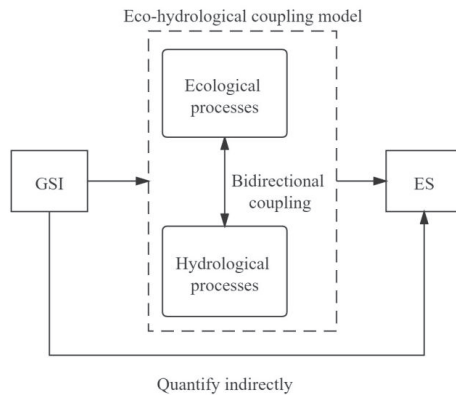 Eco-hydrological coupling model
Ecological
processes
GSI
Bidirectional
coupling
ES
Hydrological
processes
Quantify indirectly